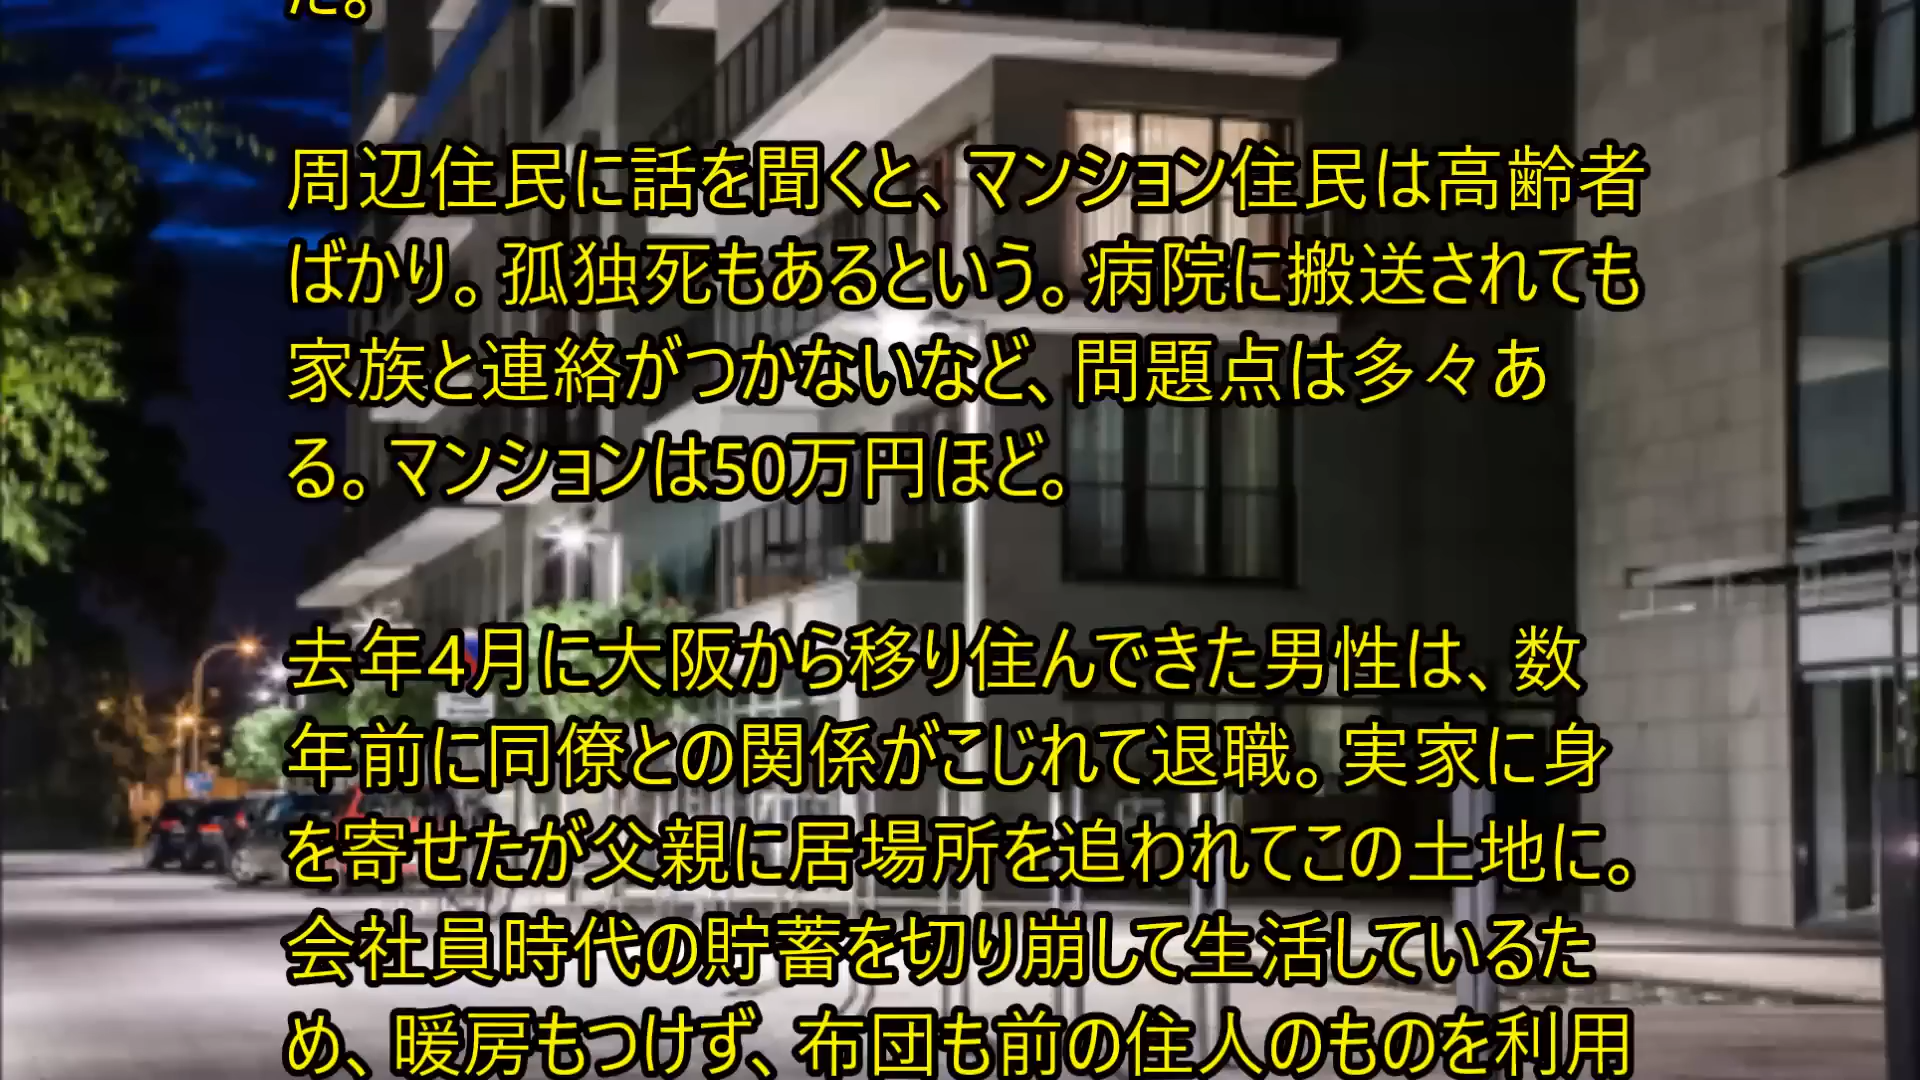 た。
周辺住民に話を聞くと、マンション住民は高齢者
ばかり。孤独死もあるという。病院に搬送されても
家族と連絡がつかないなど、問題点は多々あ
る。マンションは50万円ほど。
去年4月に大阪から移り住んできた男性は、数
年前に同僚との関係がこじれて退職。実家に身
を寄せたが父親に居場所を追われてこの土地に。
会社員時代の貯蓄を切り崩して生活しているた
め、暖房もつけず、布団も前の住人のものを利用